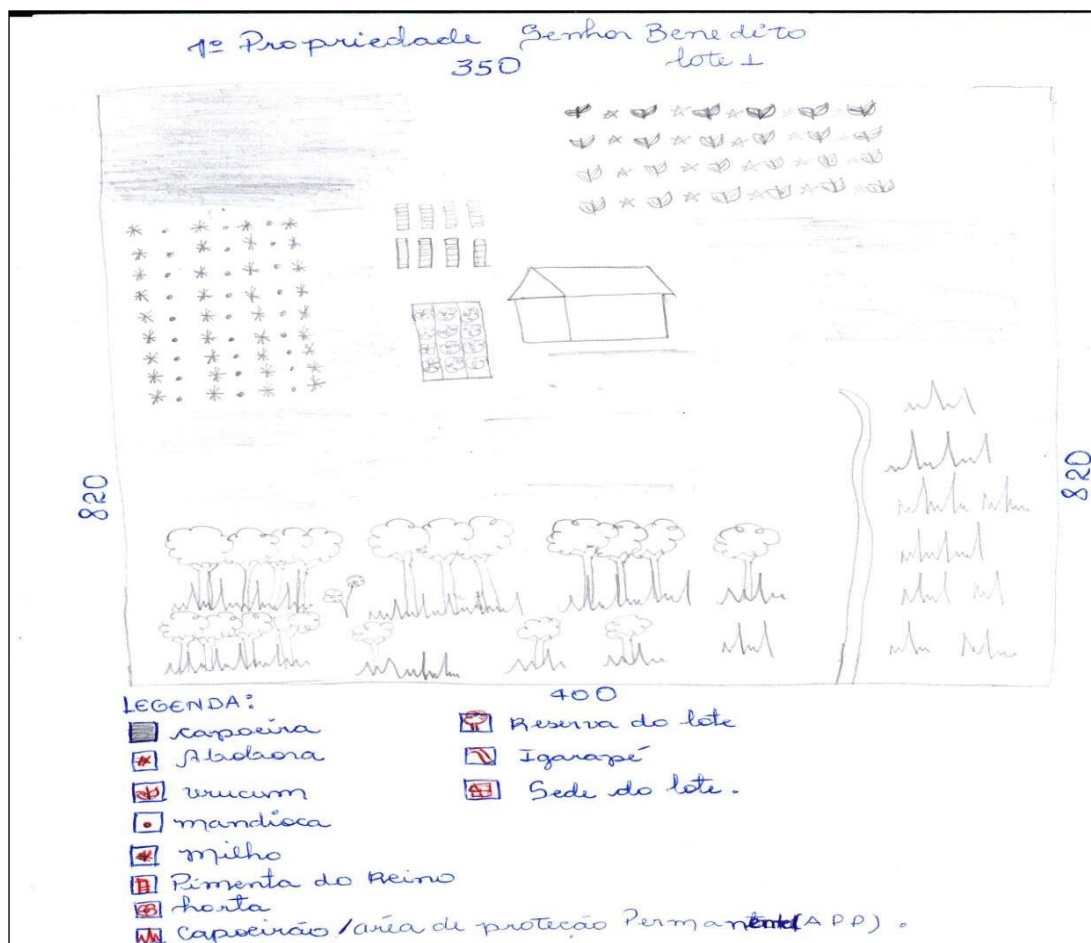 1º Propriedade Senhor Benedito
350 lote 1
820
820
400
LEGENDA:
capoeira
Abobora
urucum
mandioca
milho
Pimenta do Reino
horta
capoeirão/aréa de proteção Permanente (APP).
Reserva do lote
Igarapé
Sede do lote.